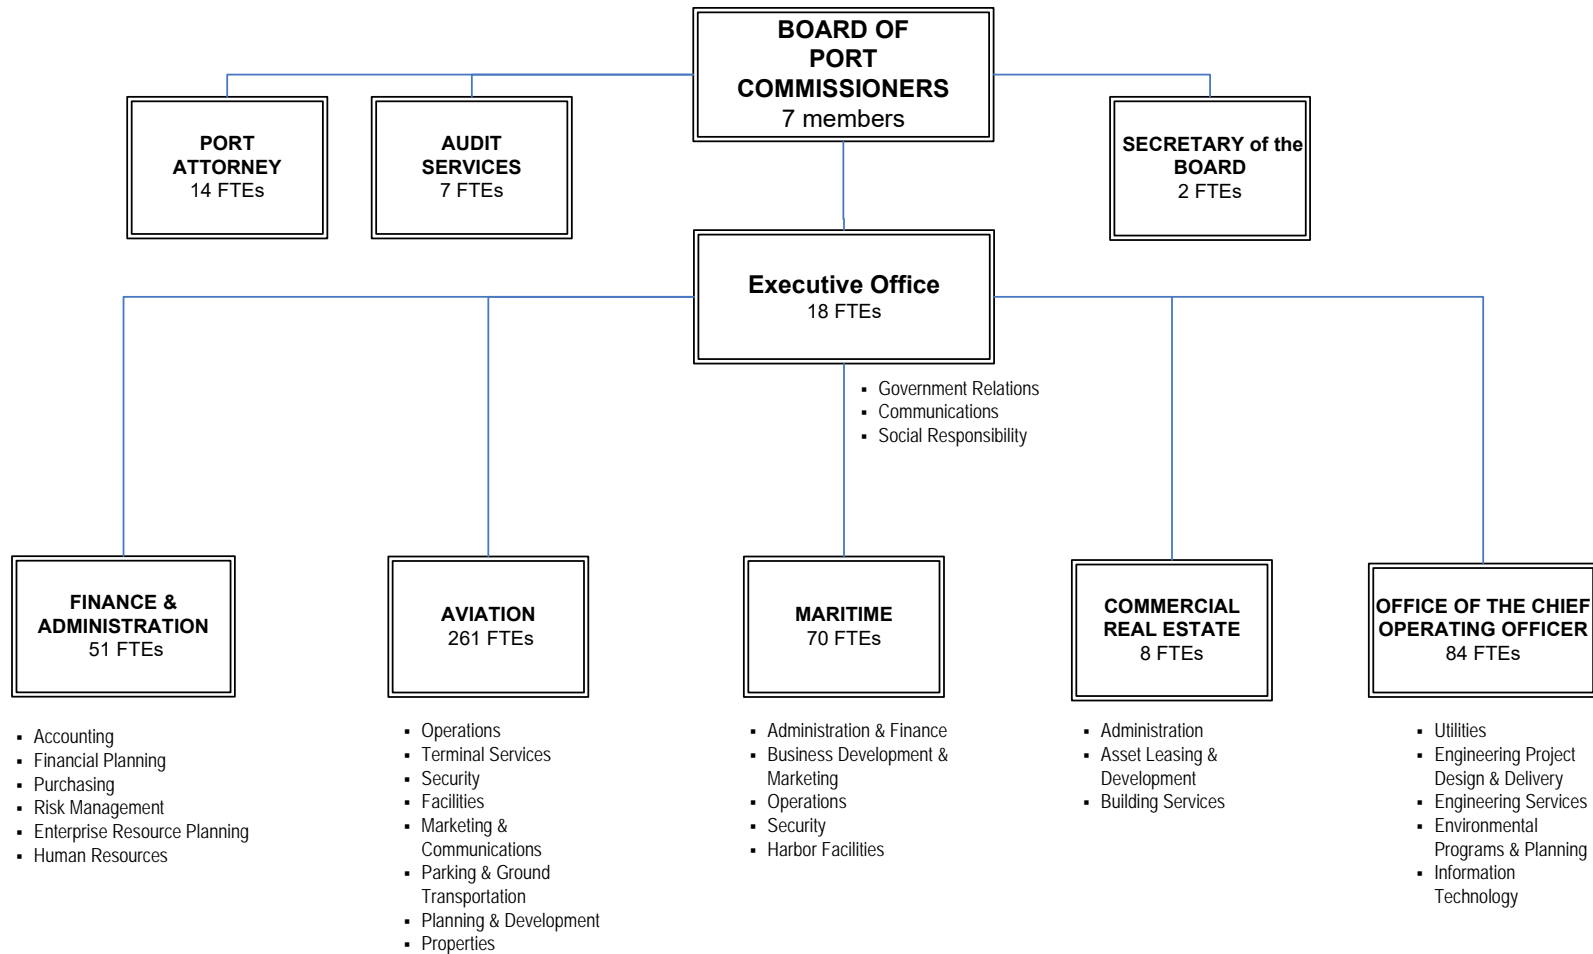 BOARD OF
PORT
COMMISSIONERS
7 members
PORT
ATTORNEY
14 FTEs
AUDIT
SERVICES
7 FTEs
SECRETARY of the
BOARD
2 FTEs
Executive Office
18 FTEs
▪ Government Relations
▪ Communications
▪ Social Responsibility
FINANCE &
ADMINISTRATION
51 FTEs
▪ Accounting
▪ Financial Planning
▪ Purchasing
▪ Risk Management
▪ Enterprise Resource Planning
▪ Human Resources
AVIATION
261 FTEs
▪ Operations
▪ Terminal Services
▪ Security
▪ Facilities
▪ Marketing &
Communications
▪ Parking & Ground
Transportation
▪ Planning & Development
▪ Properties
MARITIME
70 FTEs
▪ Administration & Finance
▪ Business Development &
Marketing
▪ Operations
▪ Security
▪ Harbor Facilities
COMMERCIAL
REAL ESTATE
8 FTEs
▪ Administration
▪ Asset Leasing &
Development
▪ Building Services
OFFICE OF THE CHIEF
OPERATING OFFICER
84 FTEs
▪ Utilities
▪ Engineering Project
Design & Delivery
▪ Engineering Services
▪ Environmental
Programs & Planning
▪ Information
Technology